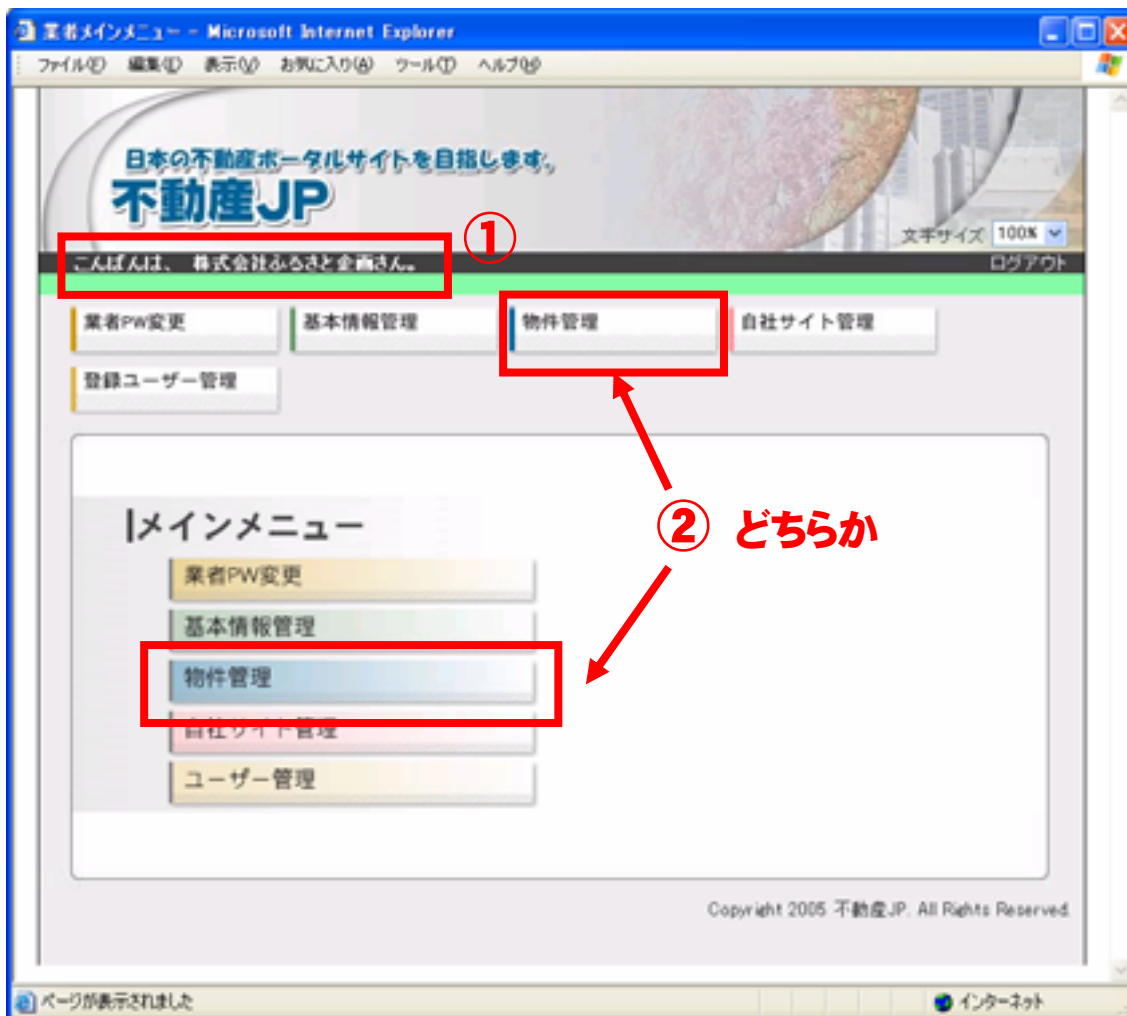 業者メインメニュー - Microsoft Internet Explorer
ファイル(F) 編集(E) 表示(V) お気に入り(A) ツール(T) ヘルプ(H)
日本の不動産ポータルサイトを目指します。
不動産JP
①
文字サイズ 100%
こんばんは、 株式会社ふるさと企画さん。
ログアウト
業者PW変更 基本情報管理 物件管理 自社サイト管理
登録ユーザー管理
② どちらか
メインメニュー
業者PW変更
基本情報管理
物件管理
自社サイト管理
ユーザー管理
Copyright 2005 不動産JP. All Rights Reserved.
ページが表示されました
インターネット